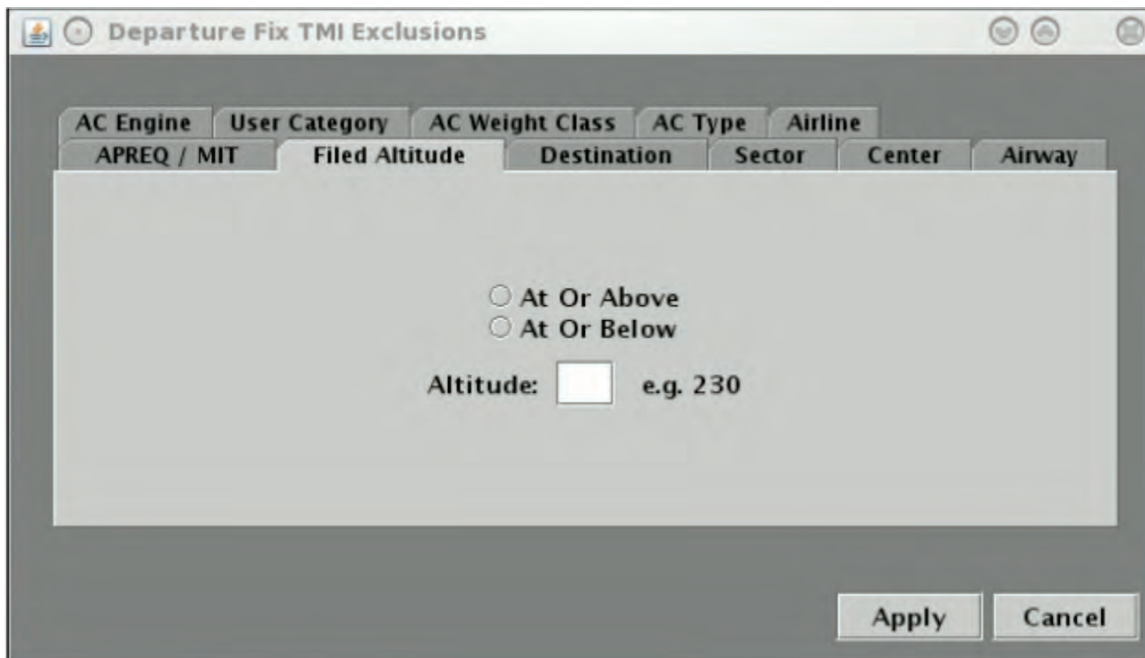 Departure Fix TMI Exclusions
AC Engine User Category AC Weight Class AC Type Airline
APREQ / MIT Filed Altitude Destination Sector Center Airway
At Or Above
At Or Below
Altitude: e.g. 230
Apply Cancel